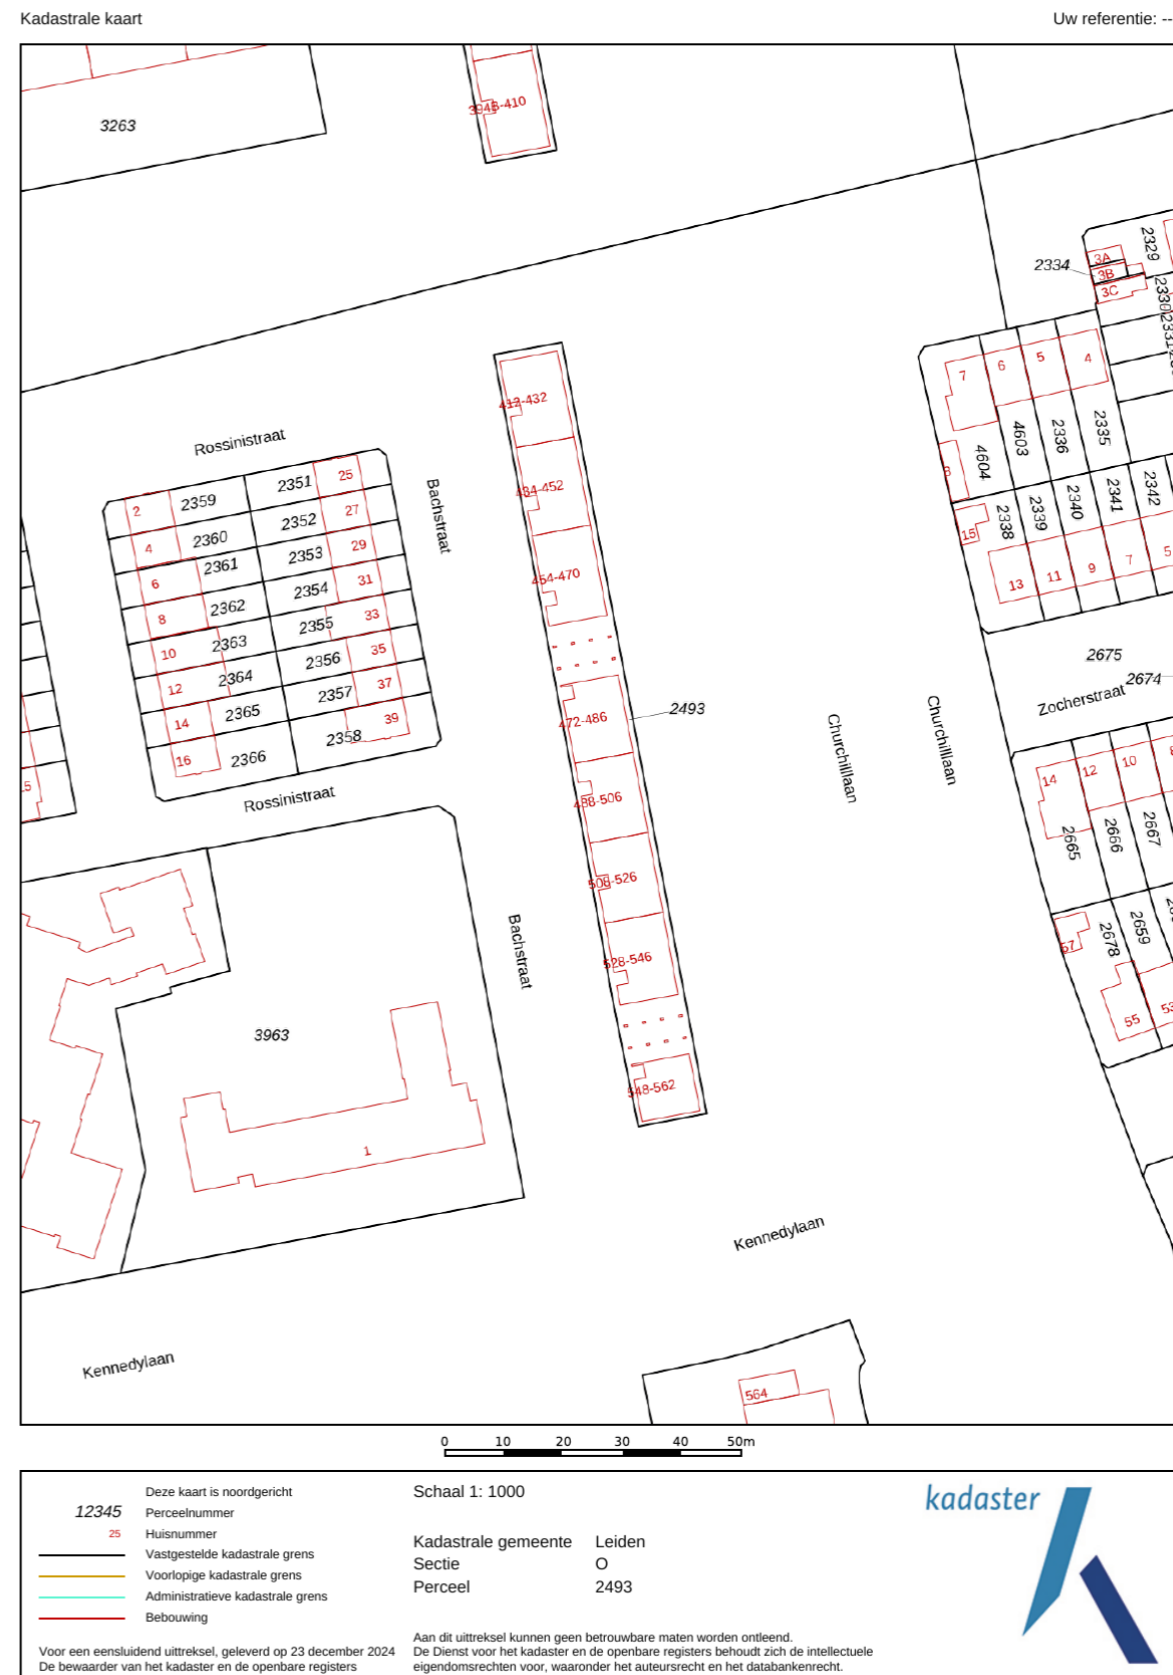 Kadastrale kaart
Uw referentie: --
3263
394B-410
2329
2334
3A
3B
3C
2330
2331
412-432
7
6
5
4
Rossinistraat
4604
4603
2336
2335
8
434-452
Bachstraat
2
2359
2351
25
4
2360
2352
27
6
2361
2353
29
8
2362
2354
31
10
2363
2355
33
12
2364
2356
35
14
2365
2357
37
16
2366
2358
39
15
2338
2339
2340
2341
2342
454-470
13
11
9
7
5
2675
2674
Zocherstraat
472-486
2493
Churchilllaan
Churchilllaan
488-506
Rossinistraat
14
12
10
2665
2666
2667
508-526
Bachstraat
528-546
57
2678
2659
55
53
3963
548-562
1
Kennedylaan
Kennedylaan
564
0 10 20 30 40 50m
Deze kaart is noordgericht
12345 Perceelnummer
25 Huisnummer
Vastgestelde kadastrale grens
Voorlopige kadastrale grens
Administratieve kadastrale grens
Bebouwing
Voor een eensluidend uittreksel, geleverd op 23 december 2024
De bewaarder van het kadaster en de openbare registers
Schaal 1: 1000
Kadastrale gemeente Leiden
Sectie O
Perceel 2493
Aan dit uittreksel kunnen geen betrouwbare maten worden ontleend.
De Dienst voor het kadaster en de openbare registers behoudt zich de intellectuele
eigendomsrechten voor, waaronder het auteursrecht en het databankenrecht.
kadaster